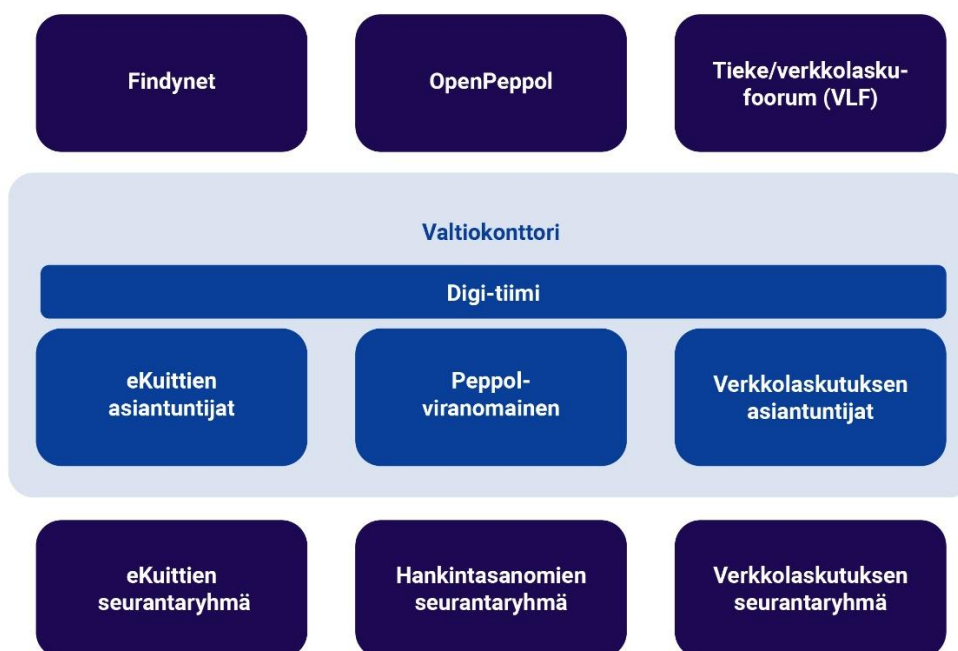 Findynet
OpenPeppol
Tieke/verkkolasku-
foorum (VLF)
Valtiokonttori
Digi-tiimi
eKuittien
asiantuntijat
Peppol-
viranomainen
Verkkolaskutuksen
asiantuntijat
eKuittien
seurantaryhmä
Hankintasanomien
seurantaryhmä
Verkkolaskutuksen
seurantaryhmä